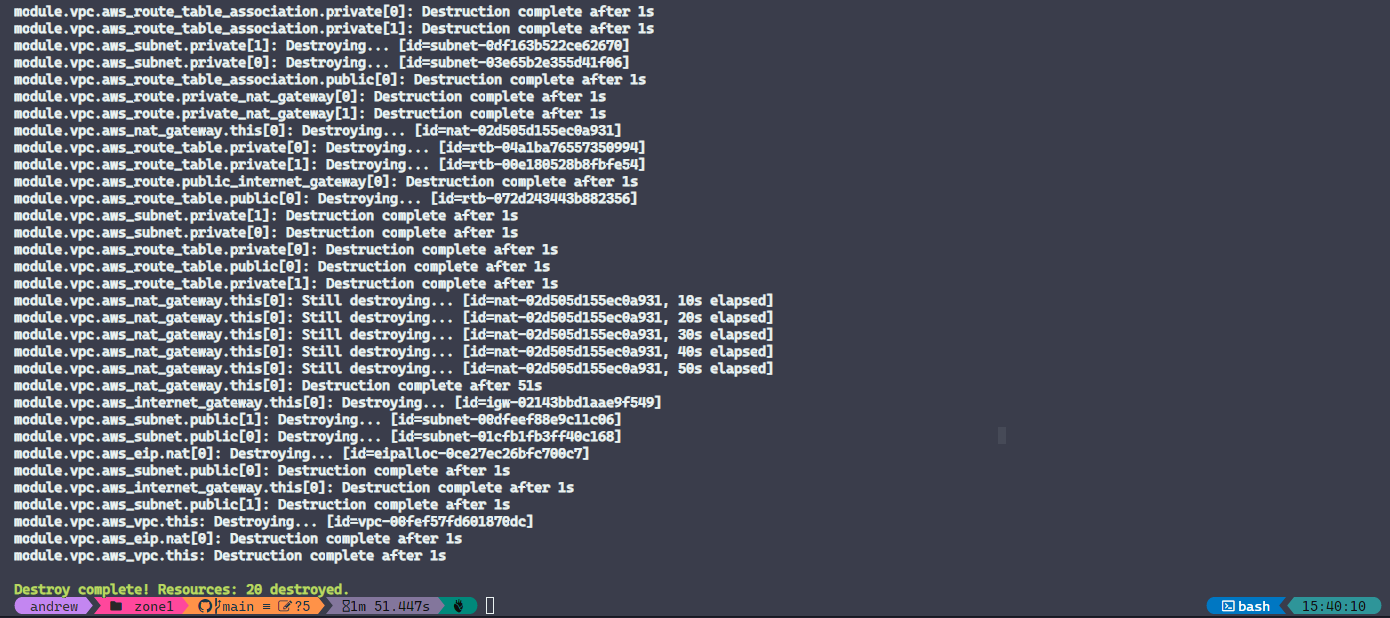 module.vpc.aws_route_table_association.private[0]: Destruction complete after 1s
module.vpc.aws_route_table_association.private[1]: Destruction complete after 1s
module.vpc.aws_subnet.private[1]: Destroying... [id=subnet-0df163b522ce62670]
module.vpc.aws_subnet.private[0]: Destroying... [id=subnet-03e65b2e355d41f06]
module.vpc.aws_route_table_association.public[0]: Destruction complete after 1s
module.vpc.aws_route.private_nat_gateway[0]: Destruction complete after 1s
module.vpc.aws_route.private_nat_gateway[1]: Destruction complete after 1s
module.vpc.aws_nat_gateway.this[0]: Destroying... [id=nat-02d505d155ec0a931]
module.vpc.aws_route_table.private[0]: Destroying... [id=rtb-04a1ba76557350994]
module.vpc.aws_route_table.private[1]: Destroying... [id=rtb-00e180528b8fbfe54]
module.vpc.aws_route.public_internet_gateway[0]: Destruction complete after 1s
module.vpc.aws_route_table.public[0]: Destroying... [id=rtb-072d243443b882356]
module.vpc.aws_subnet.private[1]: Destruction complete after 1s
module.vpc.aws_subnet.private[0]: Destruction complete after 1s
module.vpc.aws_route_table.private[0]: Destruction complete after 1s
module.vpc.aws_route_table.public[0]: Destruction complete after 1s
module.vpc.aws_route_table.private[1]: Destruction complete after 1s
module.vpc.aws_nat_gateway.this[0]: Still destroying... [id=nat-02d505d155ec0a931, 10s elapsed]
module.vpc.aws_nat_gateway.this[0]: Still destroying... [id=nat-02d505d155ec0a931, 20s elapsed]
module.vpc.aws_nat_gateway.this[0]: Still destroying... [id=nat-02d505d155ec0a931, 30s elapsed]
module.vpc.aws_nat_gateway.this[0]: Still destroying... [id=nat-02d505d155ec0a931, 40s elapsed]
module.vpc.aws_nat_gateway.this[0]: Still destroying... [id=nat-02d505d155ec0a931, 50s elapsed]
module.vpc.aws_nat_gateway.this[0]: Destruction complete after 51s
module.vpc.aws_internet_gateway.this[0]: Destroying... [id=igw-02143bbd1aae9f549]
module.vpc.aws_subnet.public[1]: Destroying... [id=subnet-00dfeef88e9c11c06]
module.vpc.aws_subnet.public[0]: Destroying... [id=subnet-01cfb1fb3ff40c168]
module.vpc.aws_eip.nat[0]: Destroying... [id=eipalloc-0ce27ec26bfc700c7]
module.vpc.aws_subnet.public[0]: Destruction complete after 1s
module.vpc.aws_internet_gateway.this[0]: Destruction complete after 1s
module.vpc.aws_subnet.public[1]: Destruction complete after 1s
module.vpc.aws_vpc.this: Destroying... [id=vpc-00fef57fd601870dc]
module.vpc.aws_eip.nat[0]: Destruction complete after 1s
module.vpc.aws_vpc.this: Destruction complete after 1s
Destroy complete! Resources: 20 destroyed.
andrew zone1 main ≡ ?5 1m 51.447s bash 15:40:10